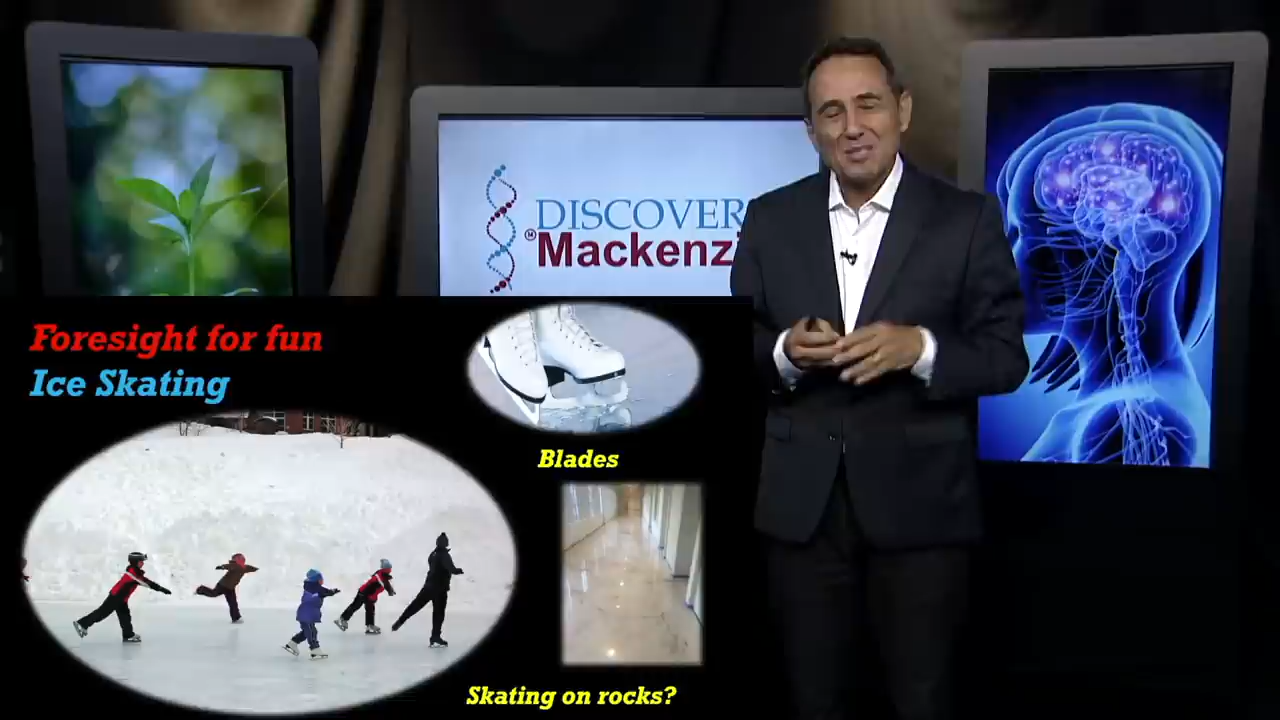 DISCOVER
Mackenzi
Foresight for fun
Ice Skating
Blades
Skating on rocks?